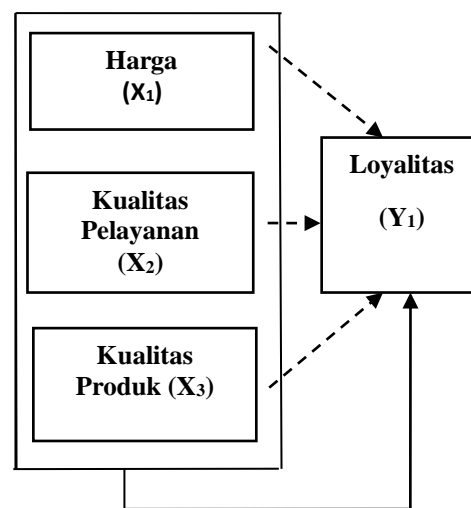 Harga
(X₁)
Kualitas
Pelayanan
(X₂)
Kualitas
Produk (X₃)
Loyalitas
(Y₁)